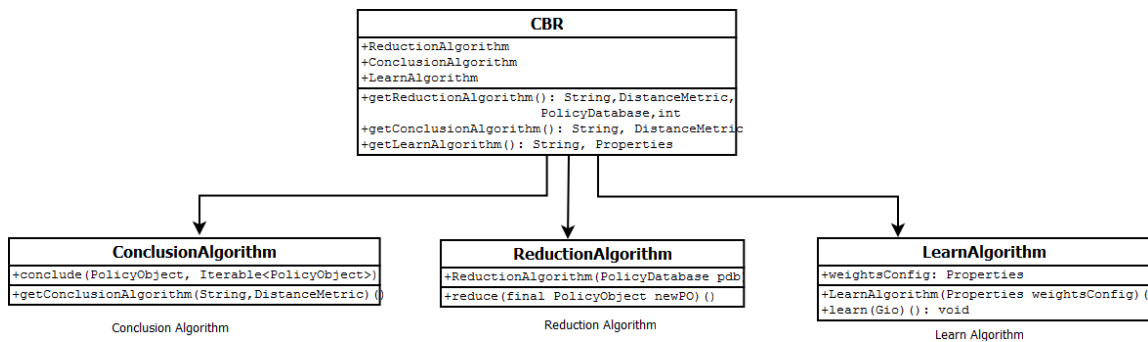 CBR
+ReductionAlgorithm
+ConclusionAlgorithm
+LearnAlgorithm
+getReductionAlgorithm(): String,DistanceMetric,
PolicyDatabase,int
+getConclusionAlgorithm(): String, DistanceMetric
+getLearnAlgorithm(): String, Properties
ConclusionAlgorithm
+conclude(PolicyObject, Iterable<PolicyObject>)
+getConclusionAlgorithm(String,DistanceMetric)()
Conclusion Algorithm
ReductionAlgorithm
+ReductionAlgorithm(PolicyDatabase pdb)
+reduce(final PolicyObject newPO)()
Reduction Algorithm
LearnAlgorithm
+weightsConfig: Properties
+LearnAlgorithm(Properties weightsConfig)()
+learn(Gio)(): void
Learn Algorithm